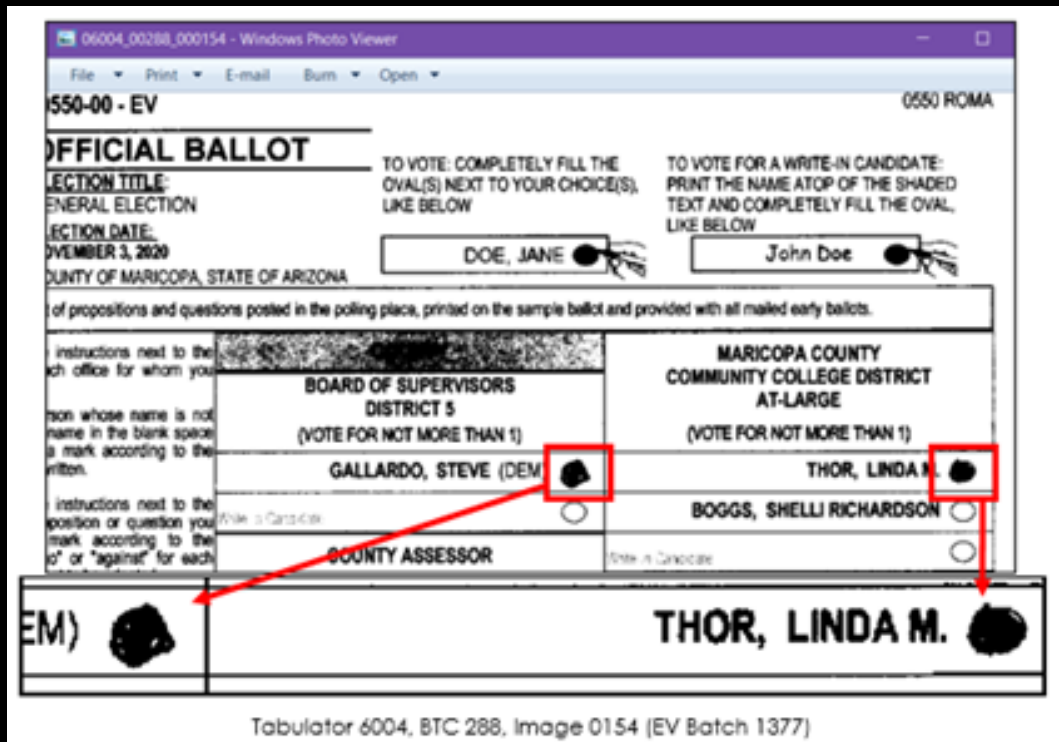 06004_00288_000154 - Windows Photo Viewer
File Print E-mail Burn Open
0550-00 - EV
0550 ROMA
OFFICIAL BALLOT
LECTION TITLE:
ENERAL ELECTION
LECTION DATE:
OVEMBER 3, 2020
OUNTY OF MARICOPA, STATE OF ARIZONA
TO VOTE: COMPLETELY FILL THE
OVAL(S) NEXT TO YOUR CHOICE(S),
LIKE BELOW
DOE, JANE
TO VOTE FOR A WRITE-IN CANDIDATE:
PRINT THE NAME ATOP OF THE SHADED
TEXT AND COMPLETELY FILL THE OVAL,
LIKE BELOW
John Doe
t of propositions and questions posted in the polling place, printed on the sample ballot and provided with all mailed early ballots.
instructions next to the
ch office for whom you
son whose name is not
name in the blank space
a mark according to the
written.
instructions next to the
position or question you
mark according to the
o" or "against" for each
BOARD OF SUPERVISORS
DISTRICT 5
(VOTE FOR NOT MORE THAN 1)
GALLARDO, STEVE (DEM
Write-in Candidate
COUNTY ASSESSOR
MARICOPA COUNTY
COMMUNITY COLLEGE DISTRICT
AT-LARGE
(VOTE FOR NOT MORE THAN 1)
THOR, LINDA M.
BOGGS, SHELLI RICHARDSON
Write-in Candidate
EM)
THOR, LINDA M.
Tabulator 6004, BTC 288, Image 0154 (EV Batch 1377)